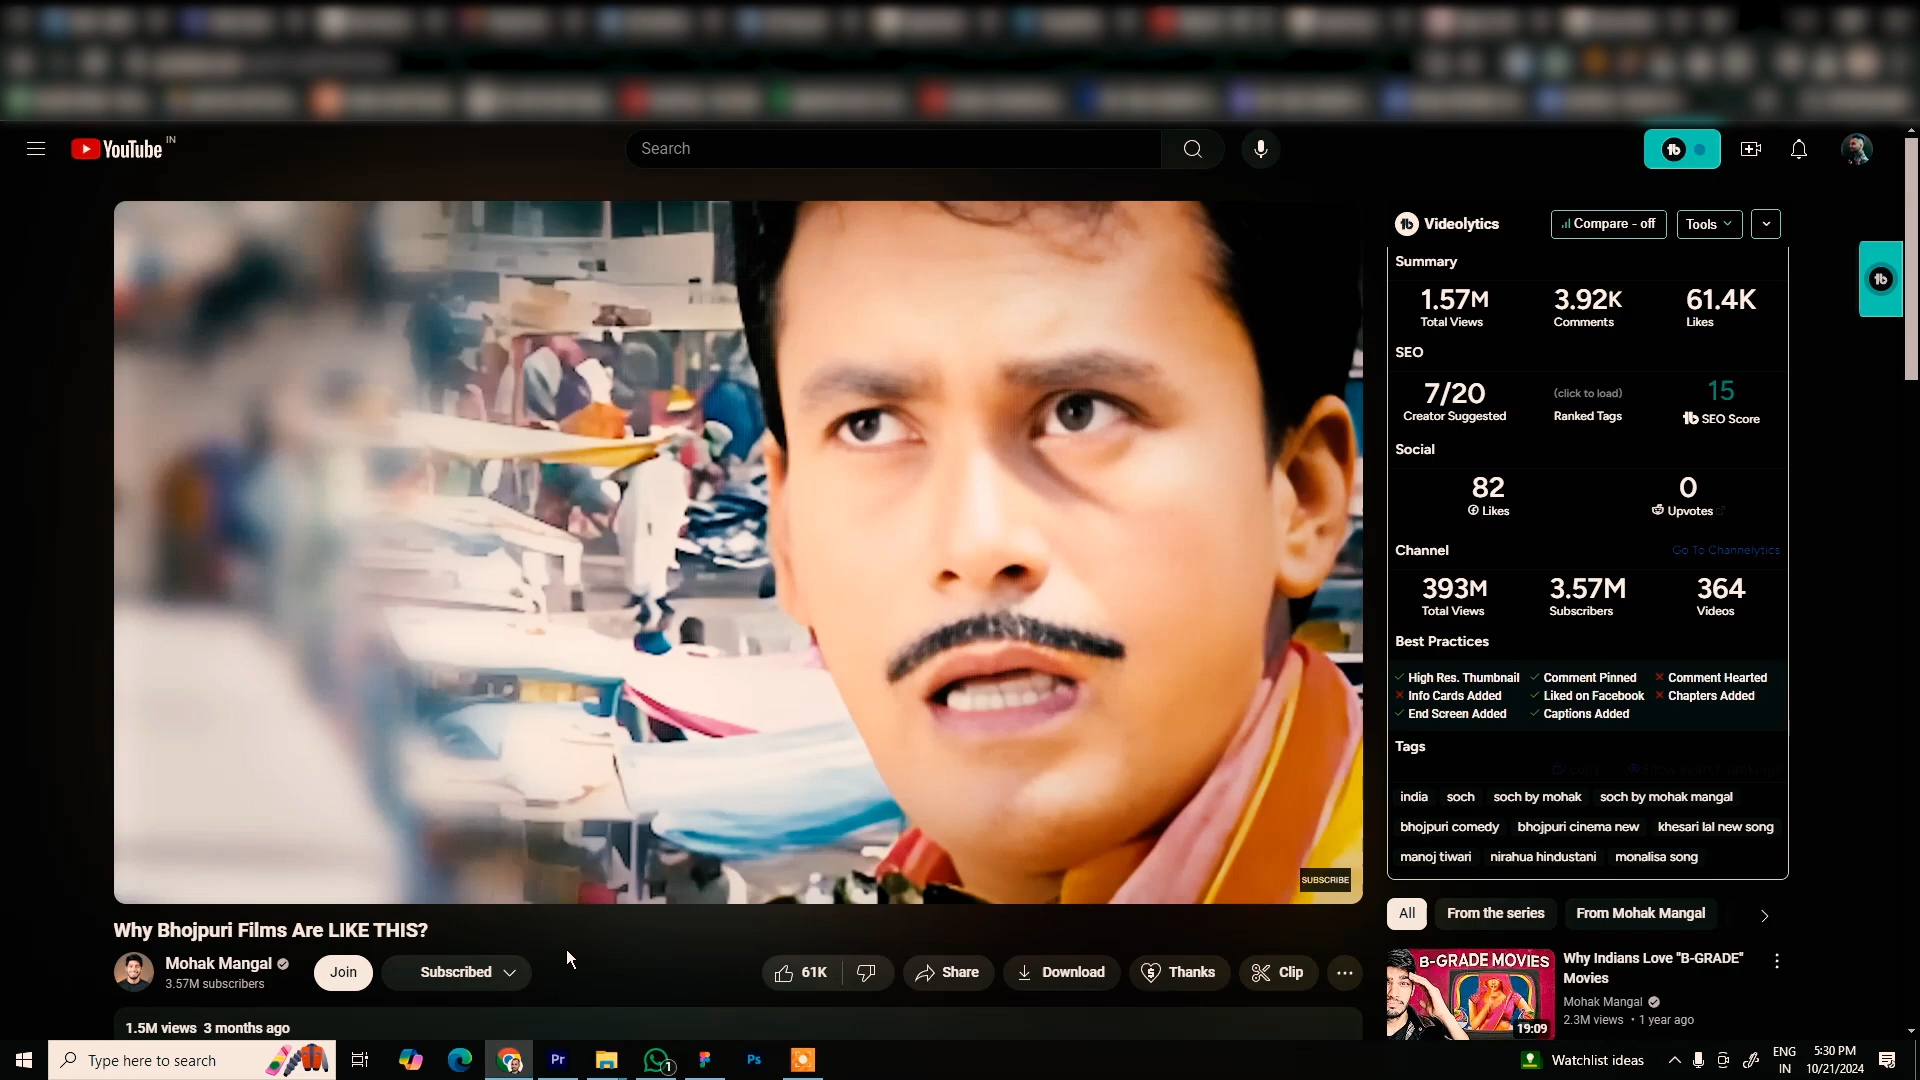 YouTube IN
Search
Videolytics
Compare - off
Tools
Summary
1.57M 3.92K 61.4K
Total Views Comments Likes
SEO
7/20 (click to load) 15
Creator Suggested Ranked Tags SEO Score
Social
82 0
Likes Upvotes
Channel Go To Channelytics
393M 3.57M 364
Total Views Subscribers Videos
Best Practices
High Res. Thumbnail Comment Pinned Comment Hearted
Info Cards Added Liked on Facebook Chapters Added
End Screen Added Captions Added
Tags
india soch soch by mohak soch by mohak mangal
bhojpuri comedy bhojpuri cinema new khesari lal new song
manoj tiwari nirahua hindustani monalisa song
SUBSCRIBE
Why Bhojpuri Films Are LIKE THIS?
Mohak Mangal
3.57M subscribers
Join
Subscribed
61K
Share
Download
Thanks
Clip
1.5M views 3 months ago
All From the series From Mohak Mangal
B-GRADE MOVIES
19:09
Why Indians Love "B-GRADE"
Movies
Mohak Mangal
2.3M views • 1 year ago
Type here to search
Pr
1
Ps
Watchlist ideas
ENG
IN
5:30 PM
10/21/2024